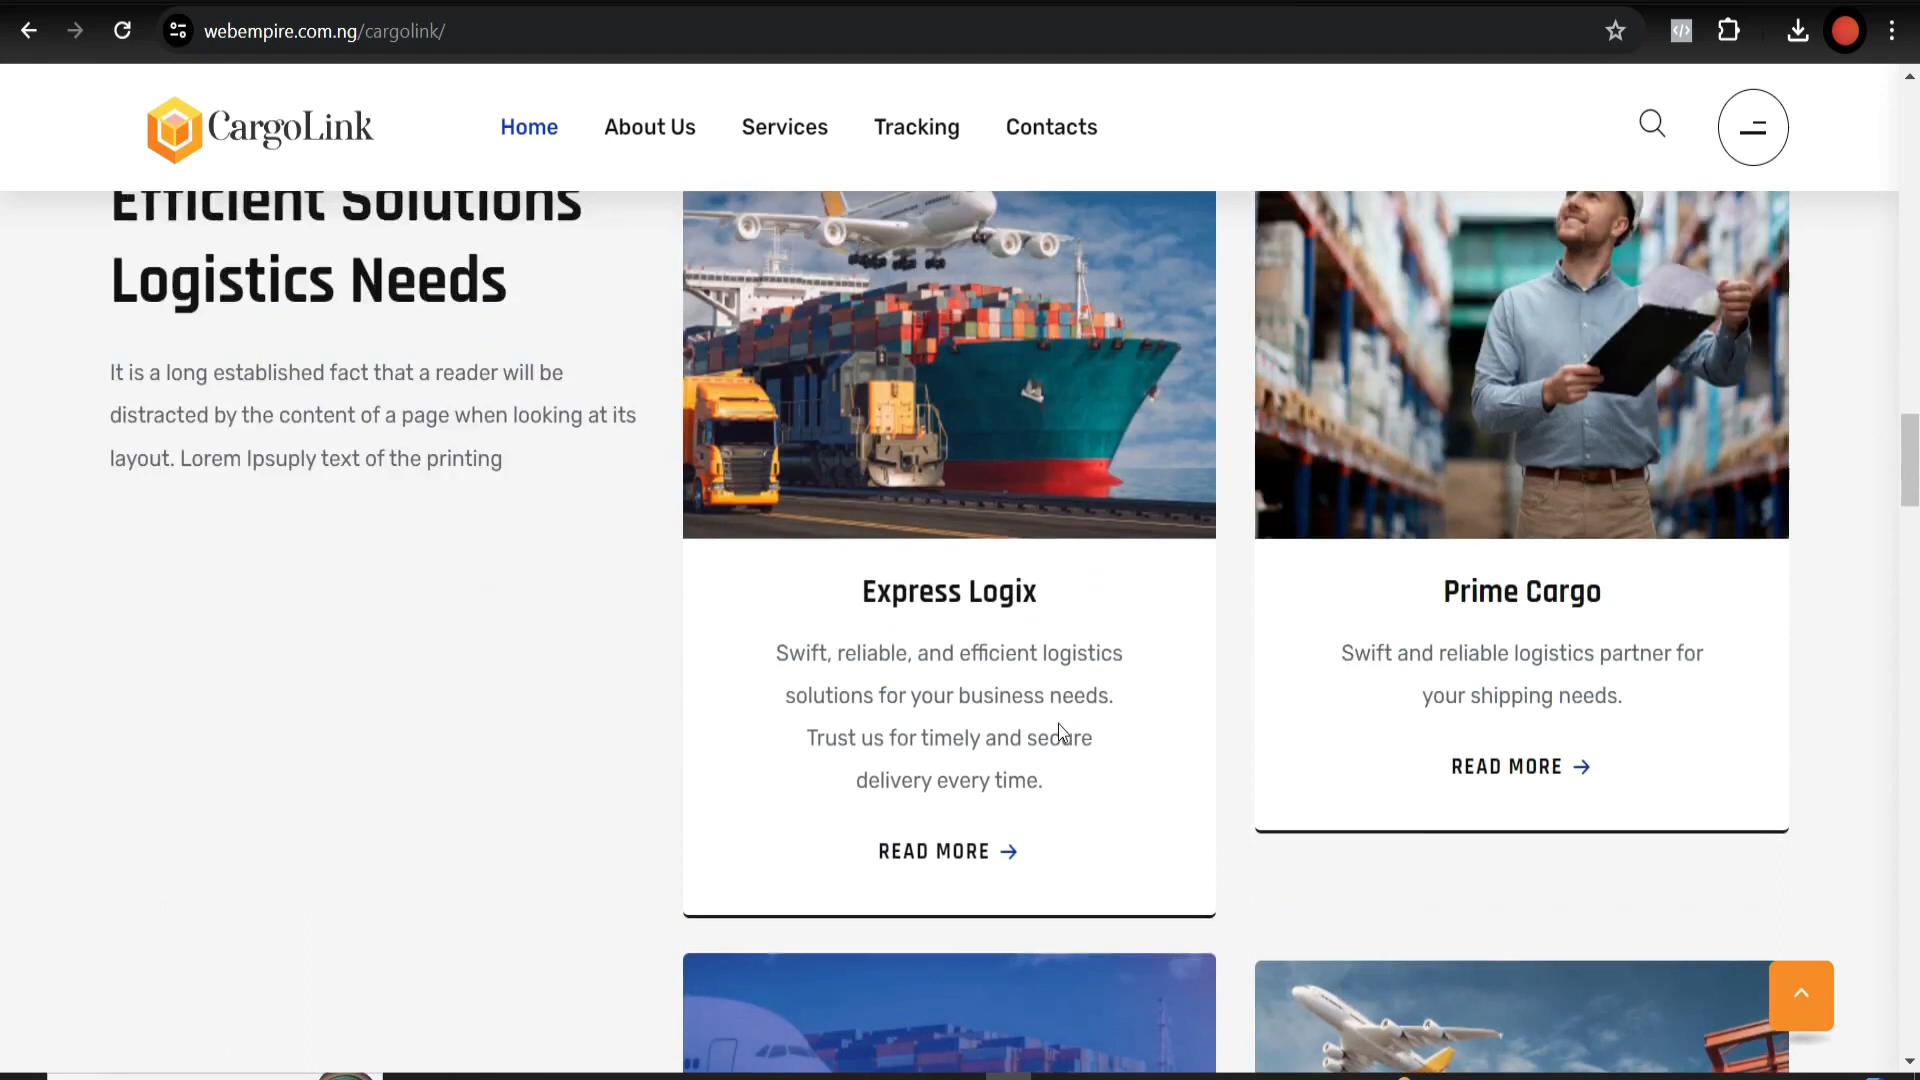 webempire.com.ng/cargolink/
CargoLink
Home
About Us
Services
Tracking
Contacts
Efficient Solutions
Logistics Needs
It is a long established fact that a reader will be
distracted by the content of a page when looking at its
layout. Lorem Ipsuply text of the printing
Express Logix
Swift, reliable, and efficient logistics
solutions for your business needs.
Trust us for timely and secure
delivery every time.
READ MORE
Prime Cargo
Swift and reliable logistics partner for
your shipping needs.
READ MORE